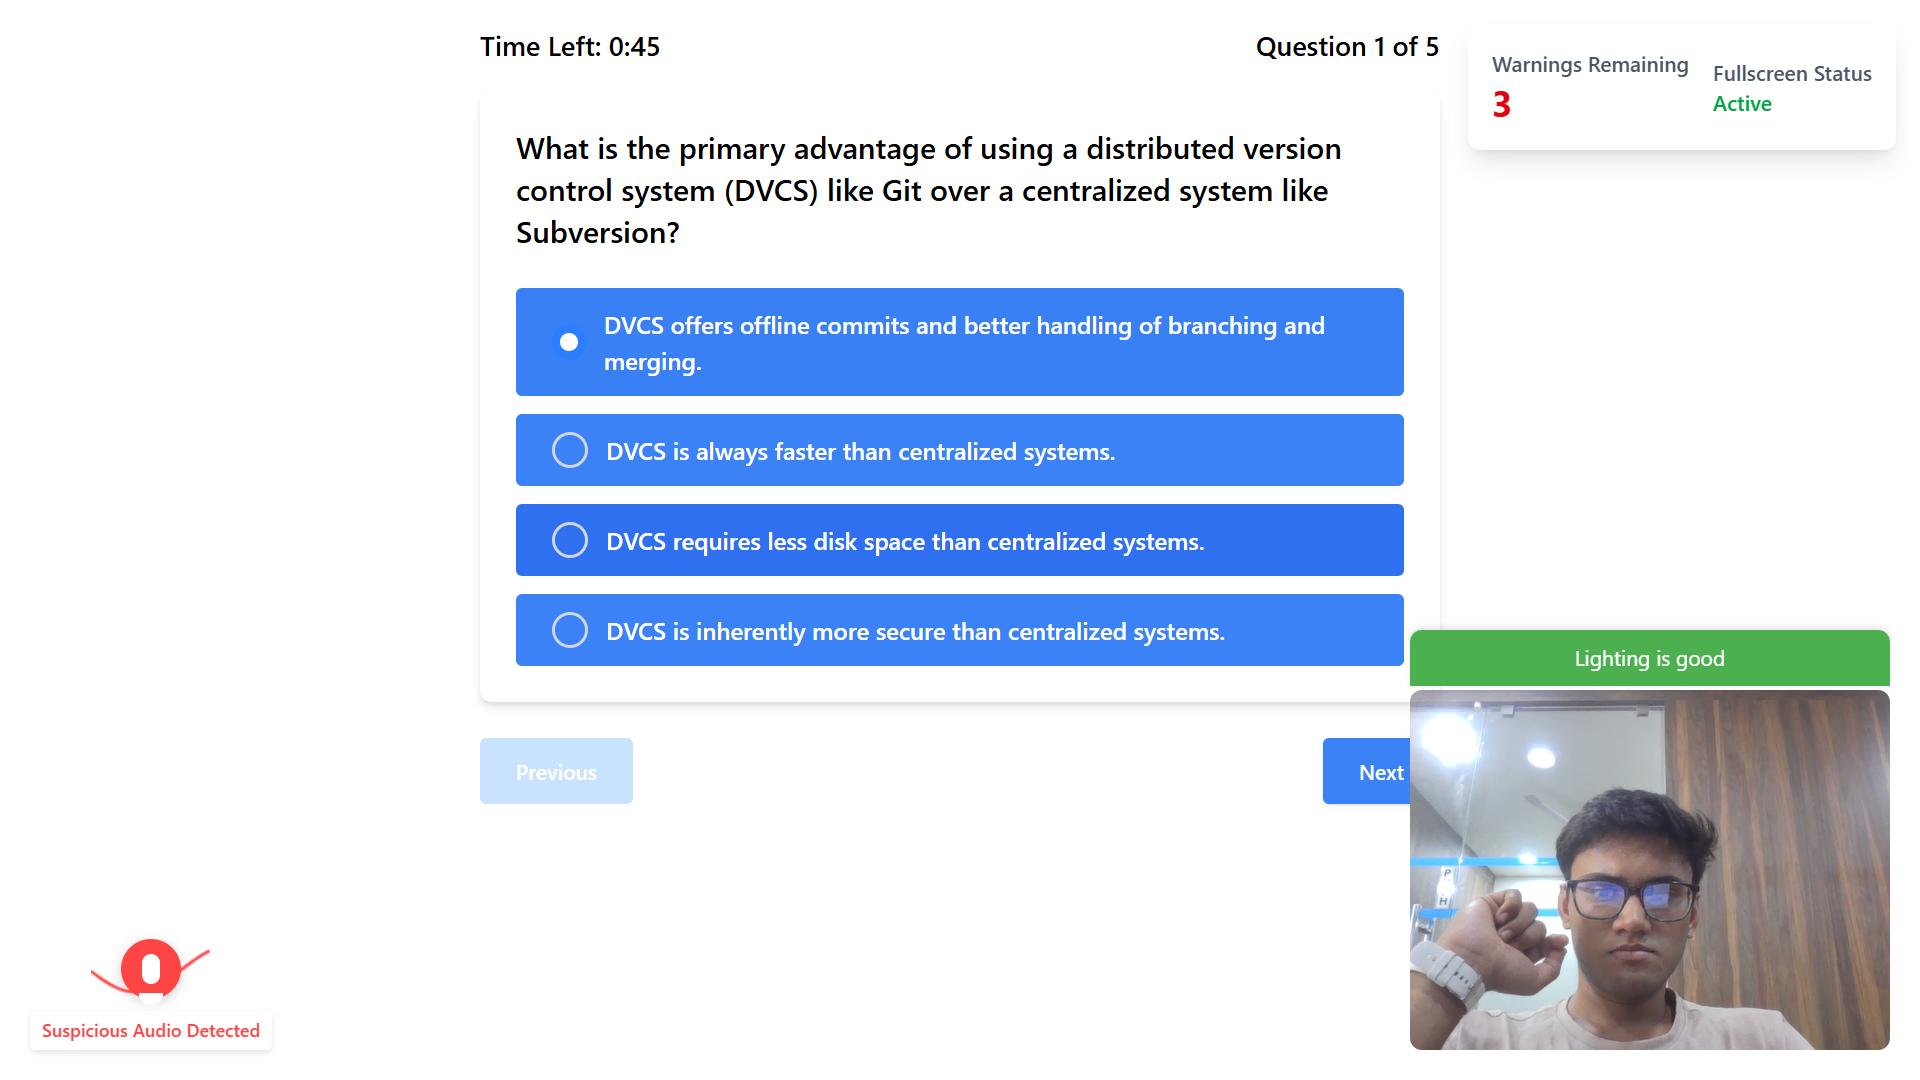 Time Left: 0:45
Question 1 of 5
Warnings Remaining
3
Fullscreen Status
Active
What is the primary advantage of using a distributed version
control system (DVCS) like Git over a centralized system like
Subversion?
DVCS offers offline commits and better handling of branching and
merging.
DVCS is always faster than centralized systems.
DVCS requires less disk space than centralized systems.
DVCS is inherently more secure than centralized systems.
Previous
Next
Lighting is good
P
H
Suspicious Audio Detected